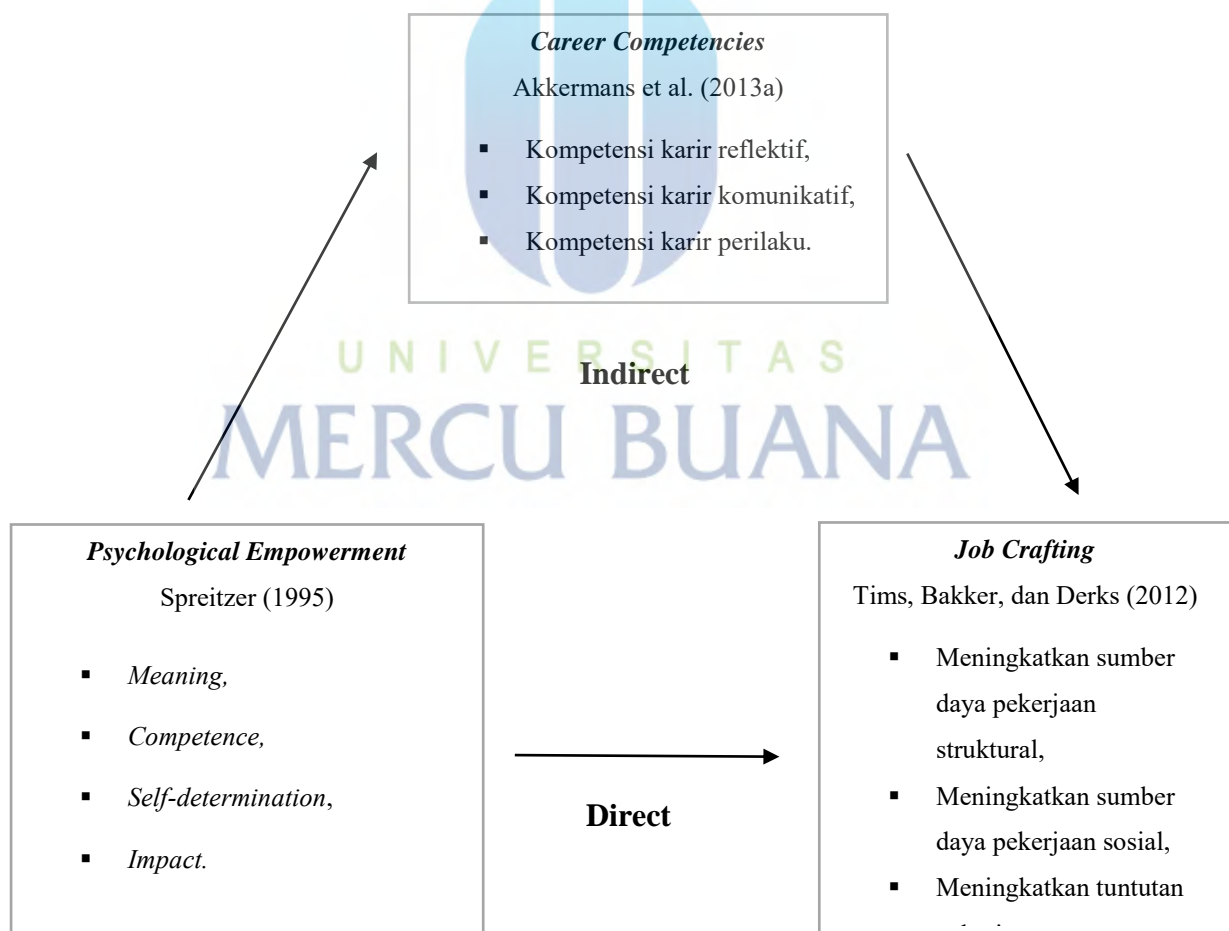 Career Competencies
Akkermans et al. (2013a)
▪ Kompetensi karir reflektif,
▪ Kompetensi karir komunikatif,
▪ Kompetensi karir perilaku.
UNIVERSITAS
Indirect
MERCU BUANA
Psychological Empowerment
Spreitzer (1995)
▪ Meaning,
▪ Competence,
▪ Self-determination,
▪ Impact.
Direct
Job Crafting
Tims, Bakker, dan Derks (2012)
▪ Meningkatkan sumber
daya pekerjaan
struktural,
▪ Meningkatkan sumber
daya pekerjaan sosial,
▪ Meningkatkan tuntutan